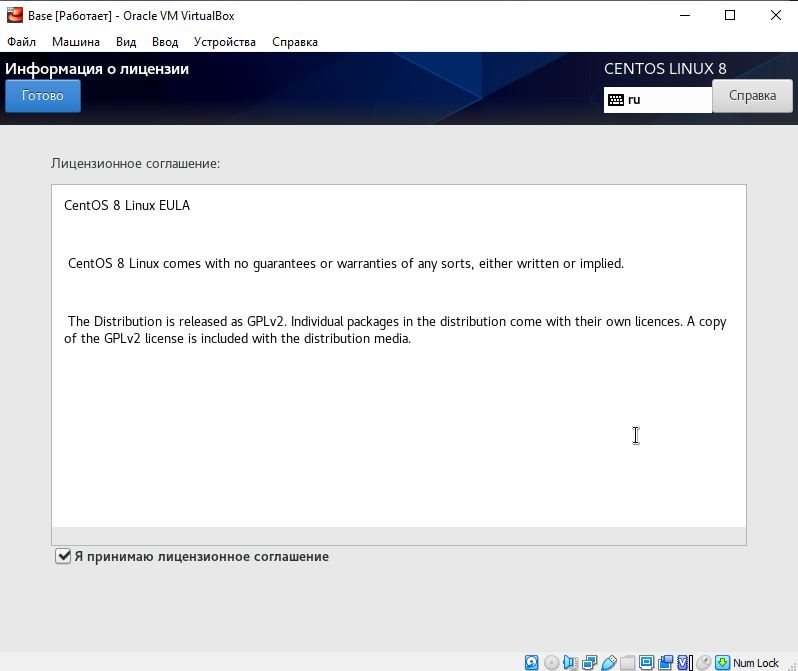 Base [Работает] - Oracle VM VirtualBox
Файл Машина Вид Ввод Устройства Справка
Информация о лицензии
CENTOS LINUX 8
Готово
ru
Справка
Лицензионное соглашение:
CentOS 8 Linux EULA
CentOS 8 Linux comes with no guarantees or warranties of any sorts, either written or implied.
The Distribution is released as GPLv2. Individual packages in the distribution come with their own licences. A copy
of the GPLv2 license is included with the distribution media.
Я принимаю лицензионное соглашение
Num Lock